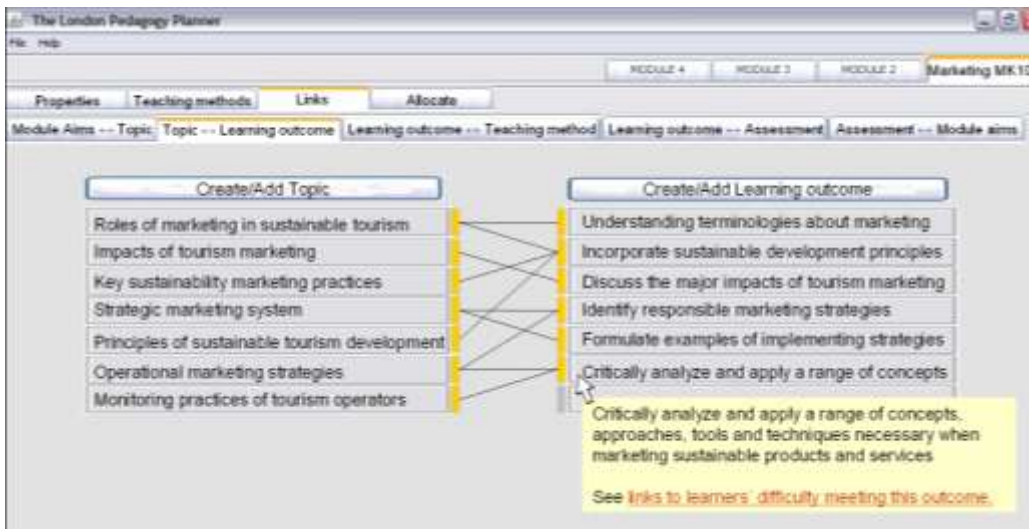 The London Pedagogy Planner
File Help
MODULE 4 MODULE 3 MODULE 2 Marketing MK10
Properties Teaching methods Links Allocate
Module Aims -- Topic Topic -- Learning outcome Learning outcome -- Teaching method Learning outcome -- Assessment Assessment -- Module aims
Create/Add Topic
Roles of marketing in sustainable tourism
Impacts of tourism marketing
Key sustainability marketing practices
Strategic marketing system
Principles of sustainable tourism development
Operational marketing strategies
Monitoring practices of tourism operators
Create/Add Learning outcome
Understanding terminologies about marketing
Incorporate sustainable development principles
Discuss the major impacts of tourism marketing
Identify responsible marketing strategies
Formulate examples of implementing strategies
Critically analyze and apply a range of concepts
Critically analyze and apply a range of concepts,
approaches, tools and techniques necessary when
marketing sustainable products and services
See links to learners' difficulty meeting this outcome.